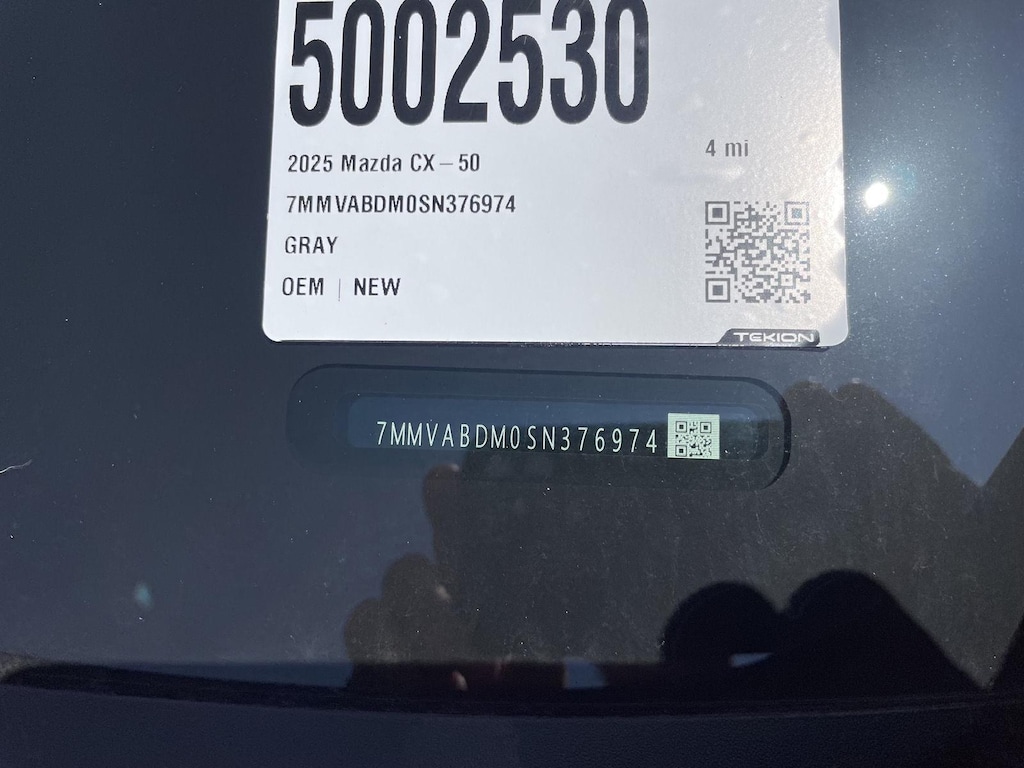 5002530
2025 Mazda CX-50
4 mi
7MMVABDM0SN376974
GRAY
OEM | NEW
TEKION
7MMVABDM0SN376974